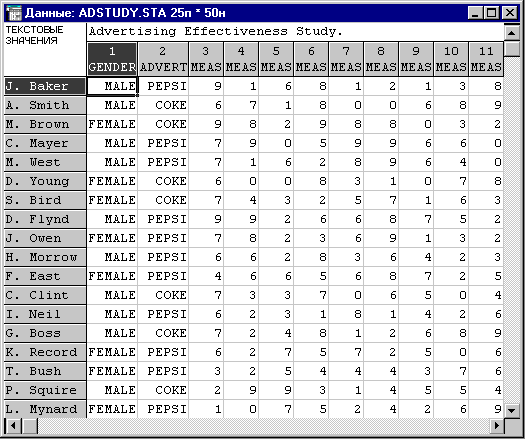 Данные: ADSTUDY.STA 25п * 50н
ТЕКСТОВЫЕ ЗНАЧЕНИЯ
Advertising Effectiveness Study.
1 2 3 4 5 6 7 8 9 10 11
GENDER ADVERT MEAS MEAS MEAS MEAS MEAS MEAS MEAS MEAS MEAS
J. Baker MALE PEPSI 9 1 6 8 1 2 1 3 8
A. Smith MALE COKE 6 7 1 8 0 0 6 8 9
M. Brown FEMALE COKE 9 8 2 9 8 8 0 3 2
C. Mayer MALE PEPSI 7 9 0 5 9 9 6 6 0
M. West MALE PEPSI 7 1 6 2 8 9 6 4 0
D. Young FEMALE COKE 6 0 0 8 3 1 0 7 8
S. Bird FEMALE COKE 7 4 3 2 5 7 1 6 3
D. Flynd MALE PEPSI 9 9 2 6 6 8 7 5 2
J. Owen FEMALE PEPSI 7 8 2 3 6 9 1 3 2
H. Morrow MALE PEPSI 6 6 2 8 3 6 4 2 3
F. East FEMALE PEPSI 4 6 6 5 6 8 7 2 5
C. Clint MALE COKE 7 3 3 7 0 6 5 0 4
I. Neil MALE PEPSI 6 2 3 1 8 1 4 2 6
G. Boss MALE COKE 7 2 4 8 1 2 6 8 9
K. Record FEMALE PEPSI 6 2 7 5 7 2 5 0 6
T. Bush FEMALE PEPSI 3 2 5 4 4 4 3 7 6
P. Squire MALE COKE 2 9 9 3 1 4 5 5 4
L. Mynard FEMALE PEPSI 1 0 7 5 2 4 2 6 9